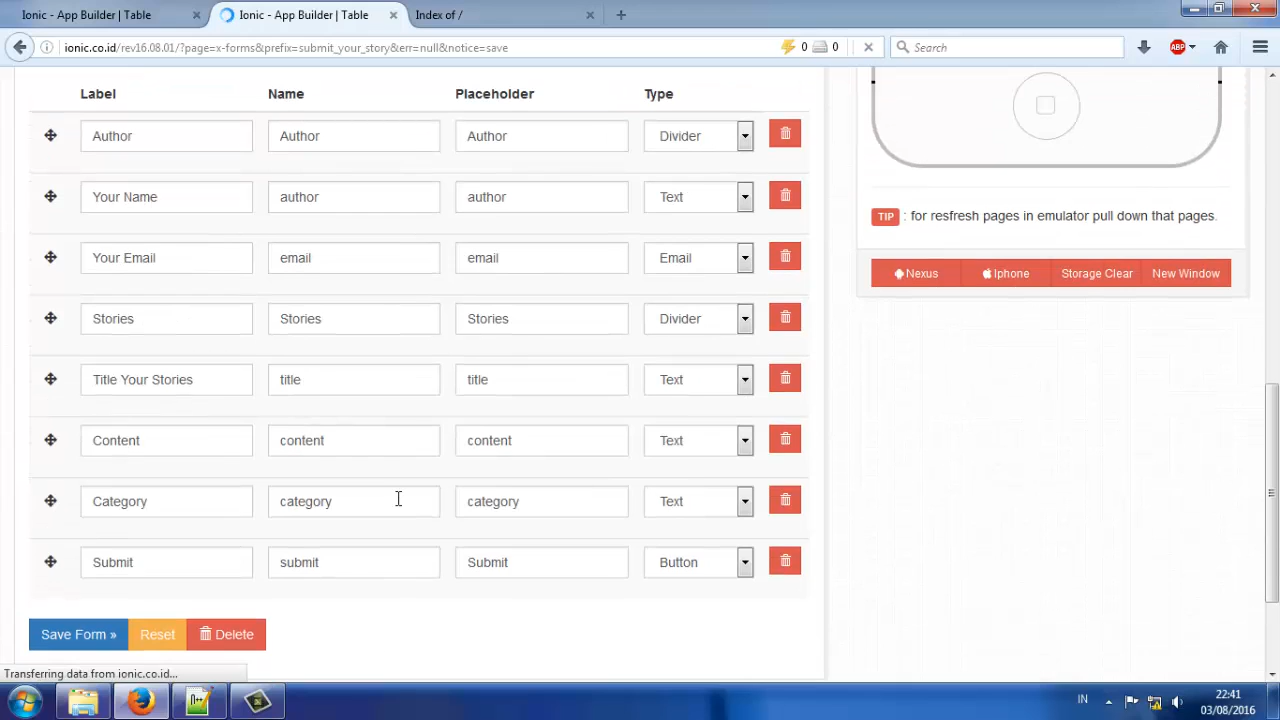 Ionic - App Builder | Table × Ionic - App Builder | Table × Index of / × +
ionic.co.id/rev16.08.01/?page=x-forms&prefix=submit_your_story&err=null&notice=save 0 0 Search ABP
Label Name Placeholder Type
Author Author Author Divider
Your Name author author Text
Your Email email email Email
Stories Stories Stories Divider
Title Your Stories title title Text
Content content content Text
Category category category Text
Submit submit Submit Button
Save Form » Reset Delete
TIP : for resfresh pages in emulator pull down that pages.
Nexus Iphone Storage Clear New Window
Transferring data from ionic.co.id...
IN 22:41
03/08/2016